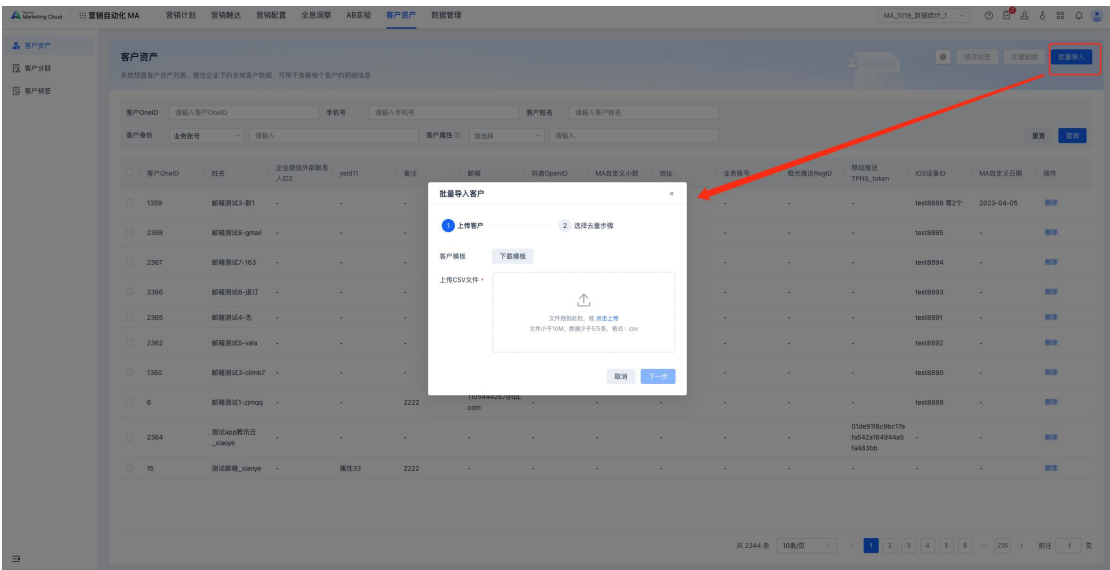 Marketing Cloud 营销自动化 MA 营销计划 营销触达 营销配置 全息洞察 AB实验 客户资产 数据管理 MA_1019_数据统计_1
客户资产
客户分群
客户标签
客户资产
系统预置客户资产列表，整合企业下的全域客户数据，可用于查看每个客户的明细信息
修改标签 批量删除 批量导入
客户OneID 请输入客户OneID 手机号 请输入手机号 客户姓名 请输入客户姓名
客户身份 业务账号 请输入 客户属性 请选择 请输入 重置 查询
客户OneID 姓名 企业微信外部联系人ID2 yeid11 备注 邮箱 抖音OpenID MA自定义小数 地址 业务账号 极光推送RegID 移动推送TPNS_token iOS设备ID MA自定义日期 操作
1359 邮箱测试3-新1 - - - - - test8889 等2个 2023-04-05 删除
2368 邮箱测试8-gmail - - - - - test8895 - 删除
2367 邮箱测试7-163 - - - - - test8894 - 删除
2366 邮箱测试6-退订 - - - - - test8893 - 删除
2365 邮箱测试4-无 - - - - - test8891 - 删除
2362 邮箱测试5-vala - - - - - test8892 - 删除
1360 邮箱测试3-climb7 - - - - - test8890 - 删除
6 邮箱测试1-zjmqq - - 2222 1105444267@qq.com - - - - - - test8888 - 删除
2364 测试app腾讯云_xiaoye - - - - - - - - - 01de91f8c9bc17efa542a164944a5fa483bb - - 删除
15 测试邮箱_xiaoye - 属性33 2222 - - - - - - - - - 删除
批量导入客户 ×
1 上传客户 2 选择去重步骤
客户模板 下载模板
上传CSV文件 *
文件拖到此处，或 点击上传
文件小于10M，数据少于5万条，格式：csv
取消 下一步
共 2344 条 10条/页 1 2 3 4 5 6 ... 235 前往 1 页